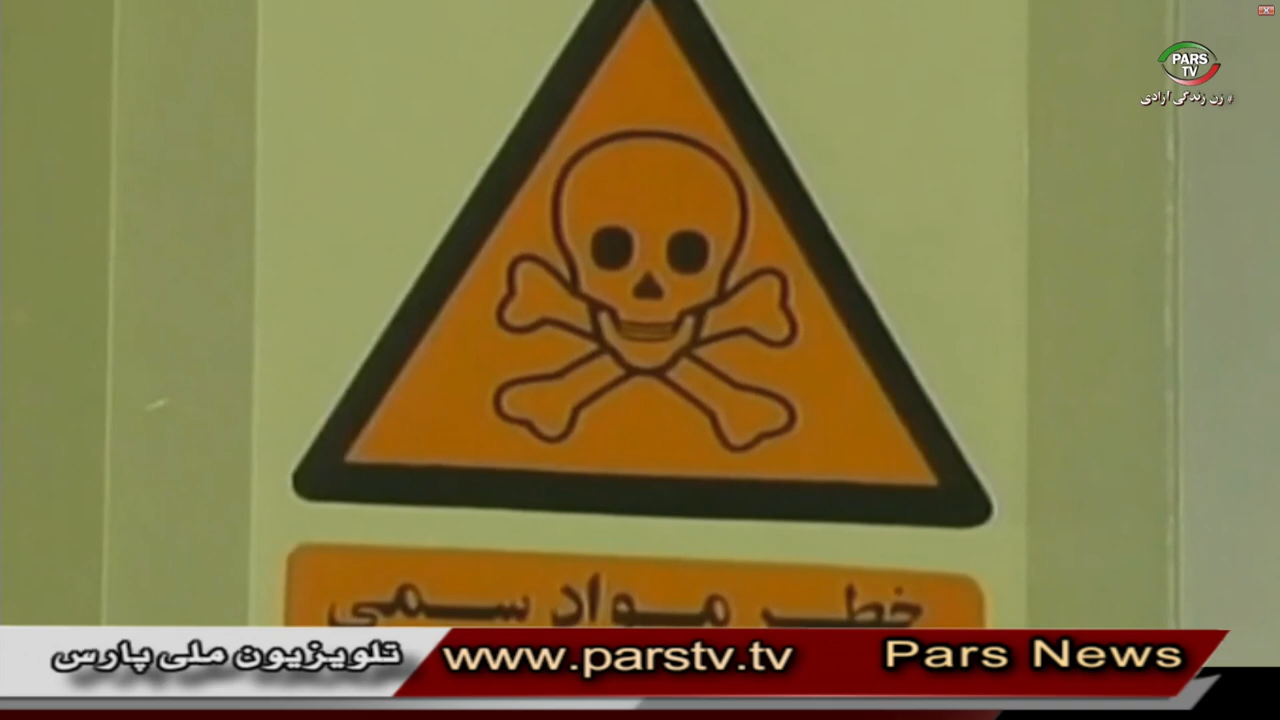 PARS
TV
# زن زندگی آزادی
خطر مواد سمی
تلویزیون ملی پارس
www.parstv.tv
Pars News